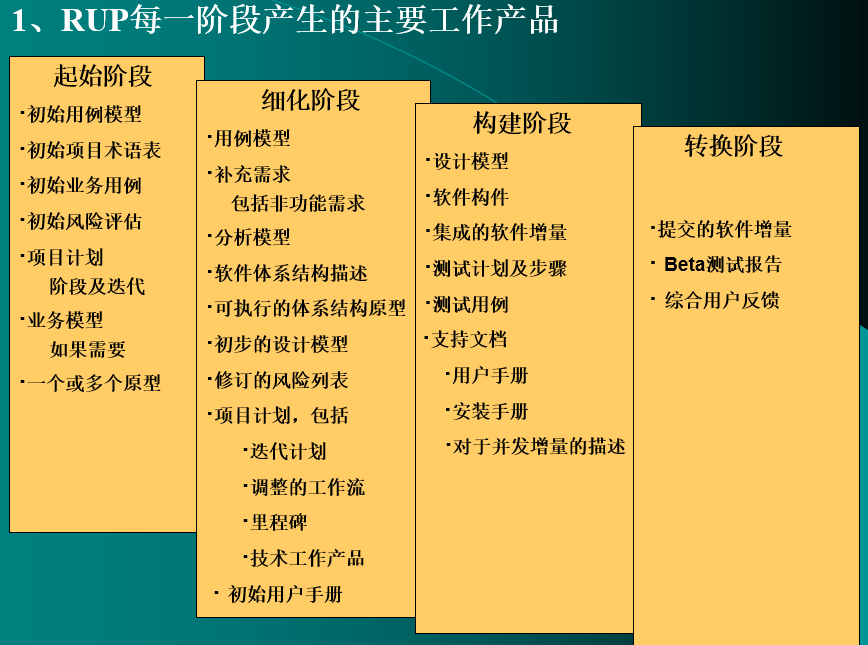 1、RUP每一阶段产生的主要工作产品
起始阶段
·初始用例模型
·初始项目术语表
·初始业务用例
·初始风险评估
·项目计划
阶段及迭代
·业务模型
如果需要
·一个或多个原型
细化阶段
·用例模型
·补充需求
包括非功能需求
·分析模型
·软件体系结构描述
·可执行的体系结构原型
·初步的设计模型
·修订的风险列表
·项目计划，包括
·迭代计划
·调整的工作流
·里程碑
·技术工作产品
· 初始用户手册
构建阶段
·设计模型
·软件构件
·集成的软件增量
·测试计划及步骤
·测试用例
·支持文档
·用户手册
·安装手册
·对于并发增量的描述
转换阶段
·提交的软件增量
· Beta测试报告
· 综合用户反馈